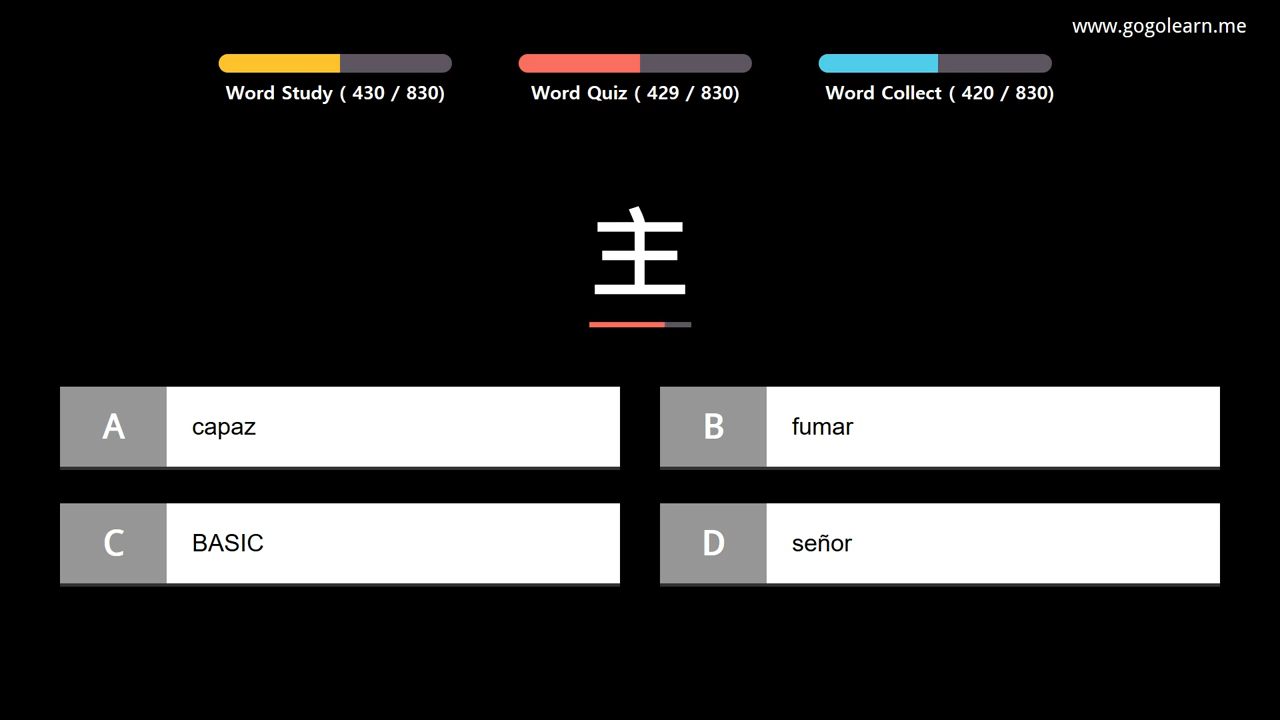 www.gogolearn.me
Word Study ( 430 / 830)
Word Quiz ( 429 / 830)
Word Collect ( 420 / 830)
主
A capaz
B fumar
C BASIC
D señor